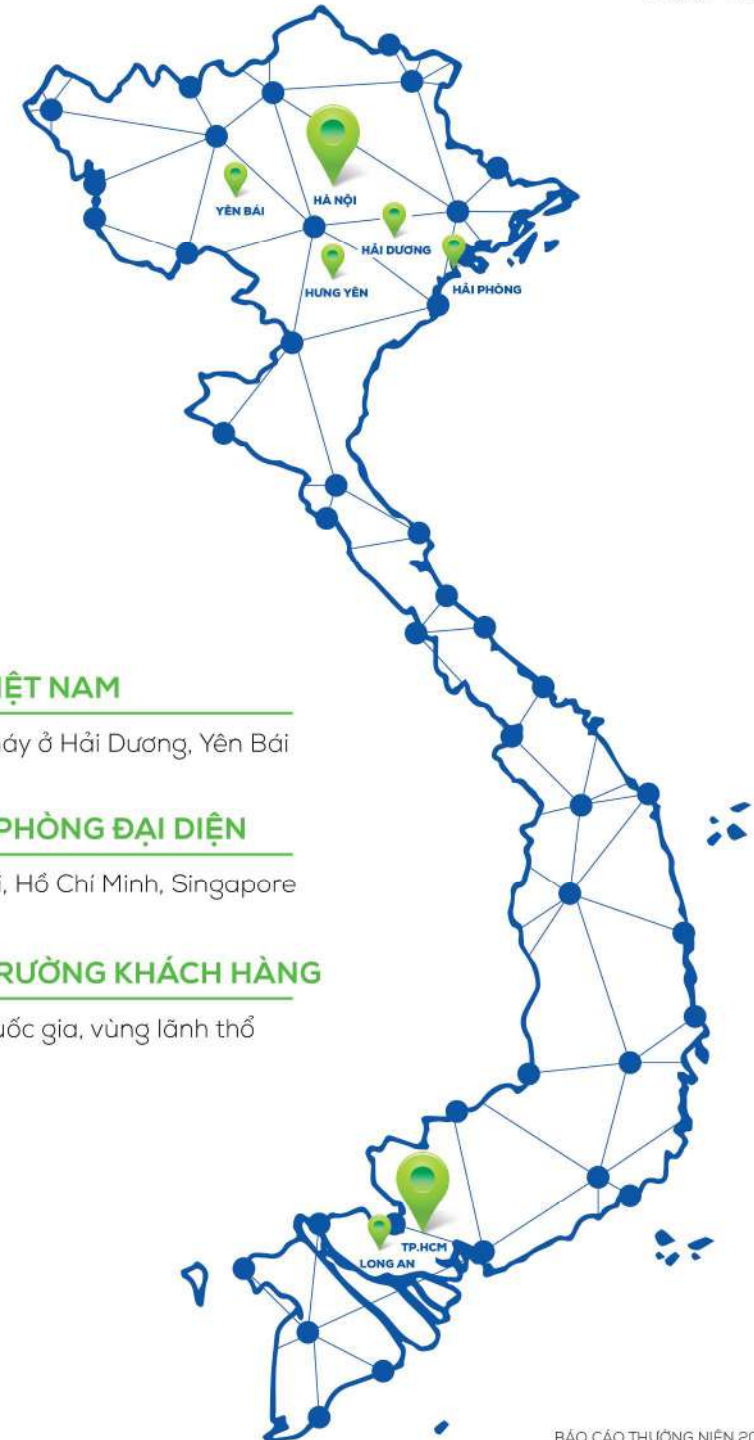 YÊN BÁI
HÀ NỘI
HẢI DƯƠNG
HƯNG YÊN
HẢI PHÒNG
IỆT NAM
áy ở Hải Dương, Yên Bái
PHÒNG ĐẠI DIỆN
i, Hồ Chí Minh, Singapore
RƯỜNG KHÁCH HÀNG
uốc gia, vùng lãnh thổ
TP.HCM
LONG AN
BÁO CÁO THƯỜNG NIÊN 20